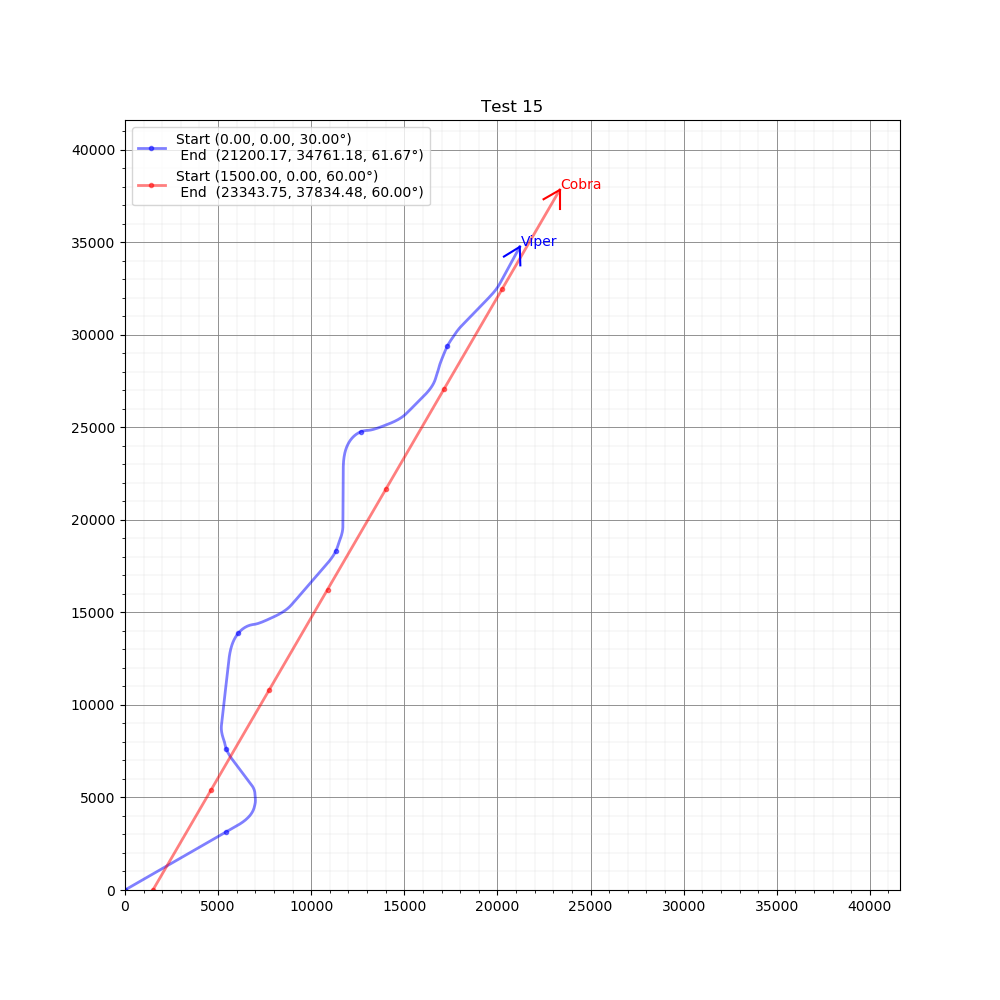 Test 15
Start (0.00, 0.00, 30.00°)
End (21200.17, 34761.18, 61.67°)
Start (1500.00, 0.00, 60.00°)
End (23343.75, 37834.48, 60.00°)
Cobra
Viper
40000
35000
30000
25000
20000
15000
10000
5000
0
0 5000 10000 15000 20000 25000 30000 35000 40000